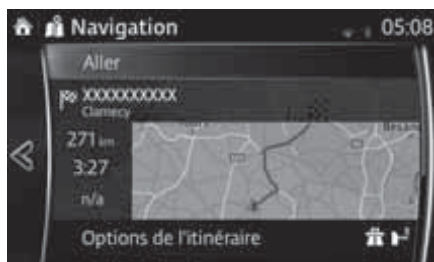 Navigation 05:08
Aller
XXXXXXXXXX
Clamecy
271 km
3:27
n/a
Options de l'itinéraire